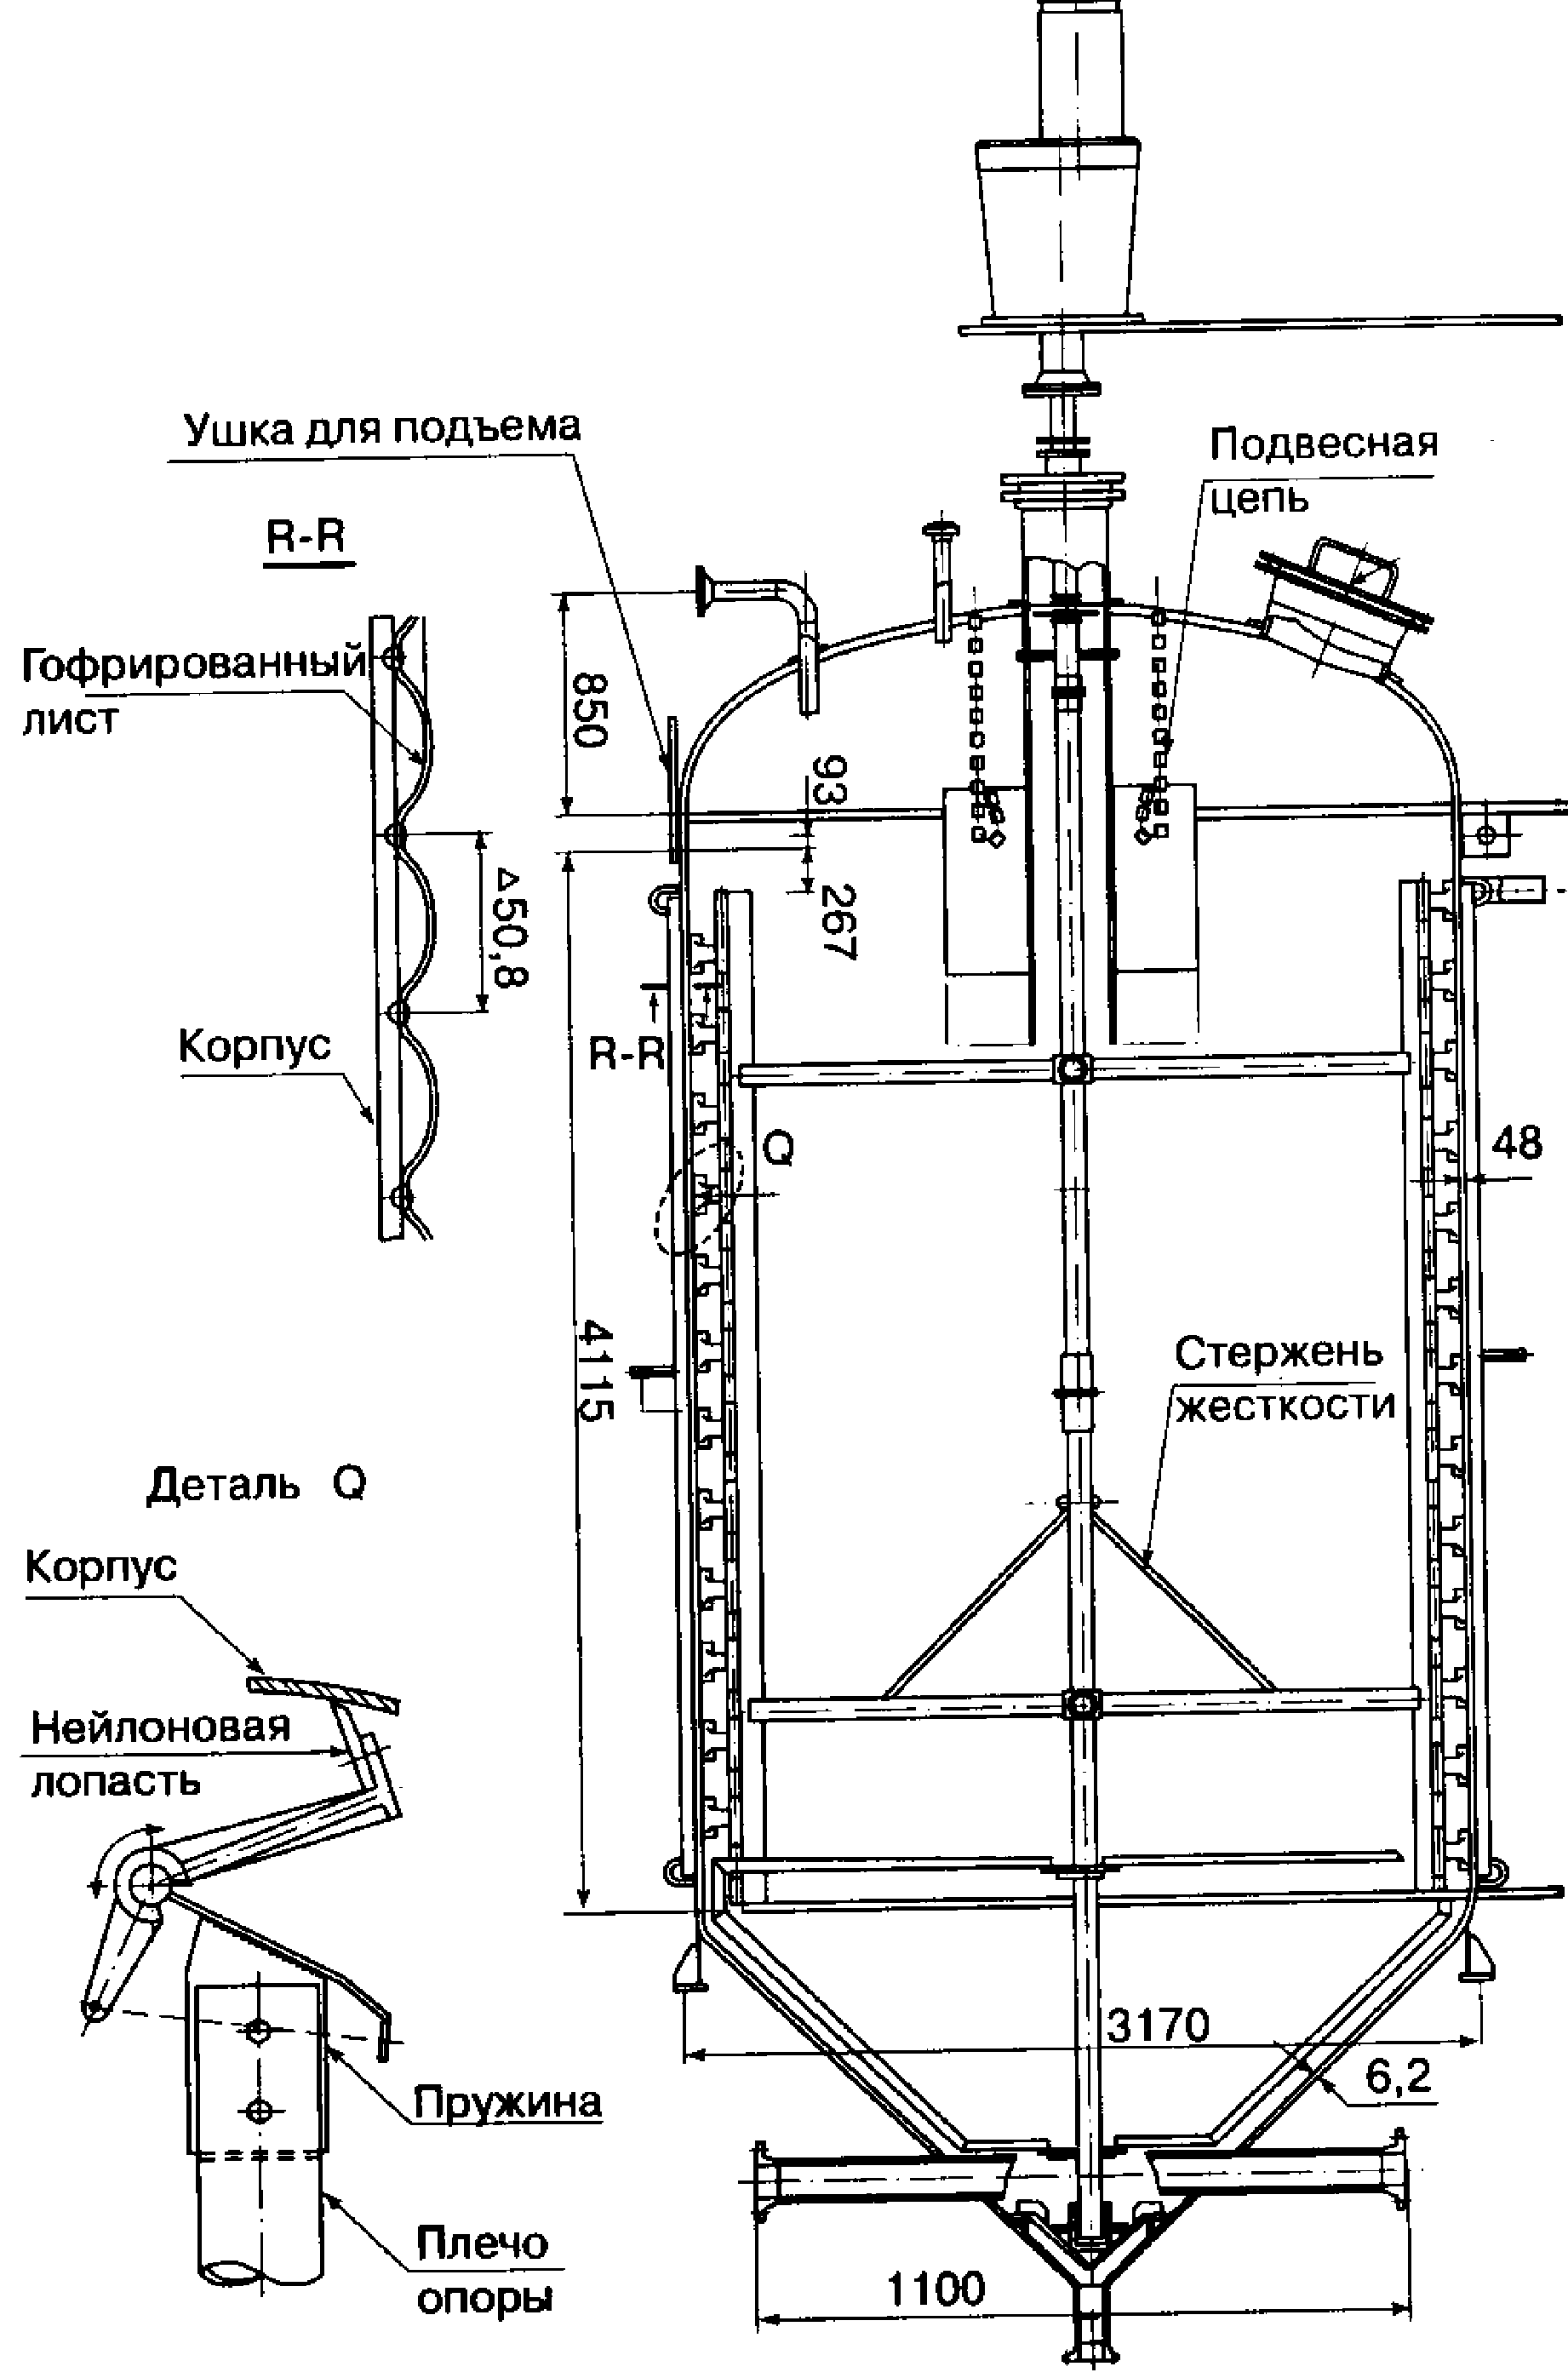 Ушка для подъема
Подвесная
цепь
R-R
Гофрированный
лист
850
93
267
▵50,8
Корпус
R-R
Q
48
4115
Стержень
жесткости
Деталь Q
Корпус
Нейлоновая
лопасть
3170
6,2
Пружина
Плечо
опоры
1100